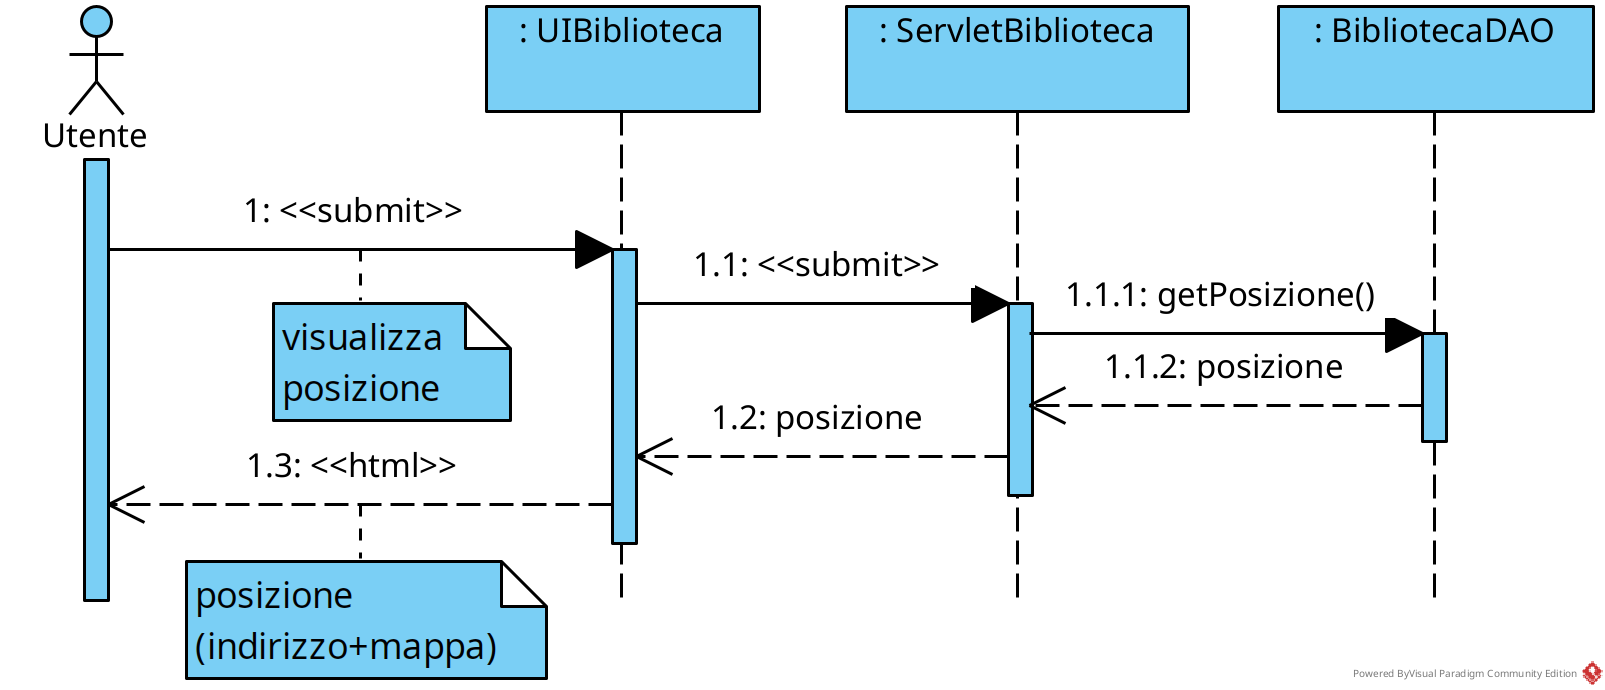 : UIBiblioteca
: ServletBiblioteca
: BibliotecaDAO
Utente
1: <<submit>>
1.1: <<submit>>
1.1.1: getPosizione()
visualizza
posizione
1.1.2: posizione
1.2: posizione
1.3: <<html>>
posizione
(indirizzo+mappa)
Powered ByVisual Paradigm Community Edition